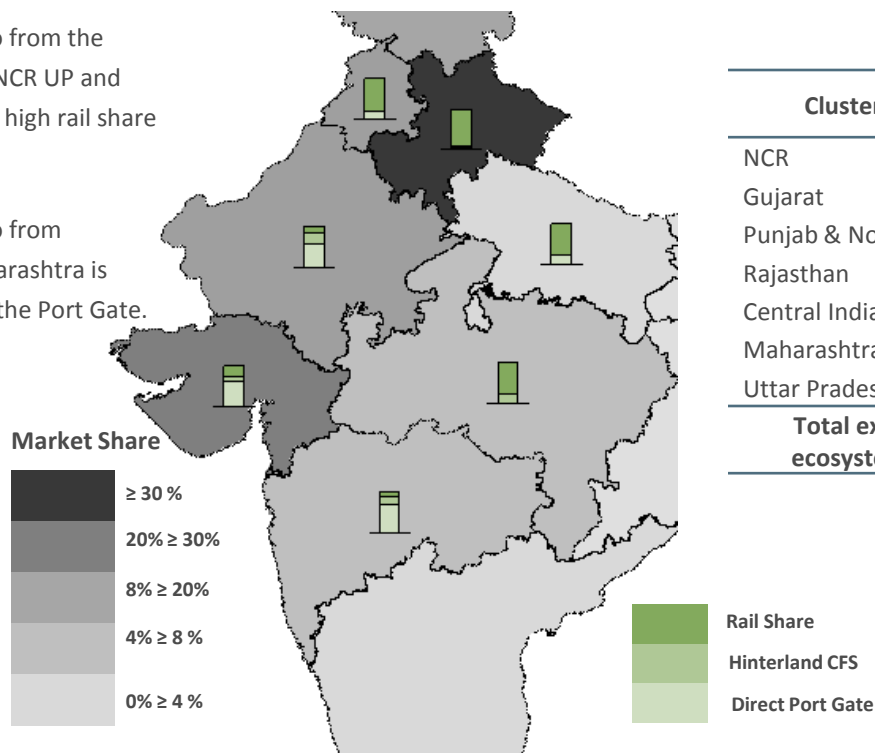 from the
NCR UP and
high rail share
from
arashtra is
the Port Gate.
Market Share
≥ 30 %
20% ≥ 30%
8% ≥ 20%
4% ≥ 8 %
0% ≥ 4 %
Cluster
NCR
Gujarat
Punjab & No
Rajasthan
Central India
Maharashtra
Uttar Prades
Total ex
ecosyste
Rail Share
Hinterland CFS
Direct Port Gate